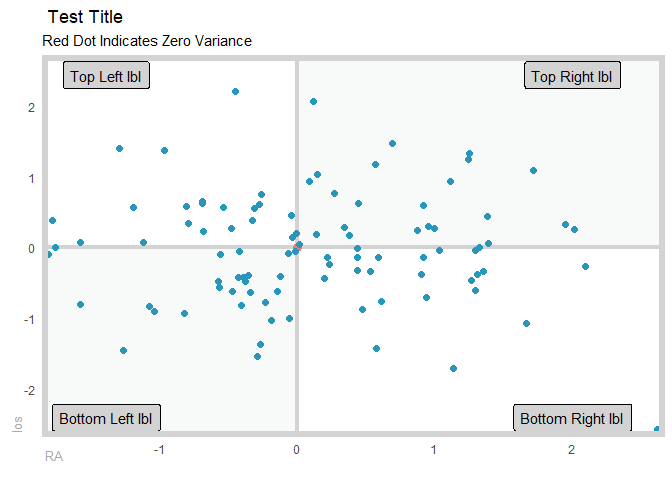 Test Title
Red Dot Indicates Zero Variance
Top Left lbl
Top Right lbl
2
1
0
-1
-2
Bottom Left lbl
Bottom Right lbl
los
-1
0
1
2
RA